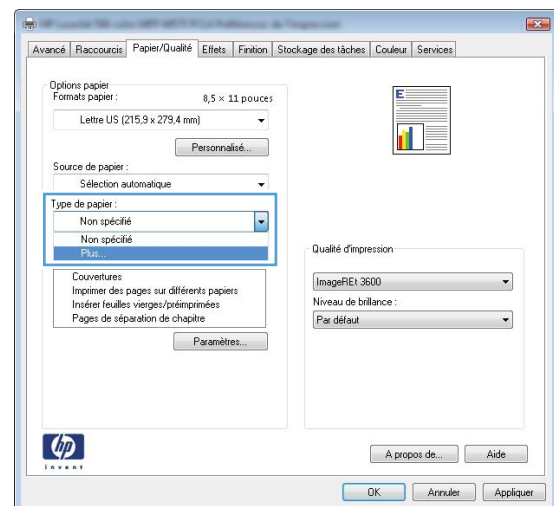 Avancé Raccourcis Papier/Qualité Effets Finition Stockage des tâches Couleur Services
Options papier
Formats papier : 8,5 × 11 pouces
Lettre US (215,9 x 279,4 mm)
Personnalisé...
Source de papier :
Sélection automatique
Type de papier :
Non spécifié
Non spécifié
Plus...
Couvertures
Imprimer des pages sur différents papiers
Insérer feuilles vierges/préimprimées
Pages de séparation de chapitre
Paramètres...
E
Qualité d'impression
ImageREt 3600
Niveau de brillance :
Par défaut
hp
invent
A propos de... Aide
OK Annuler Appliquer